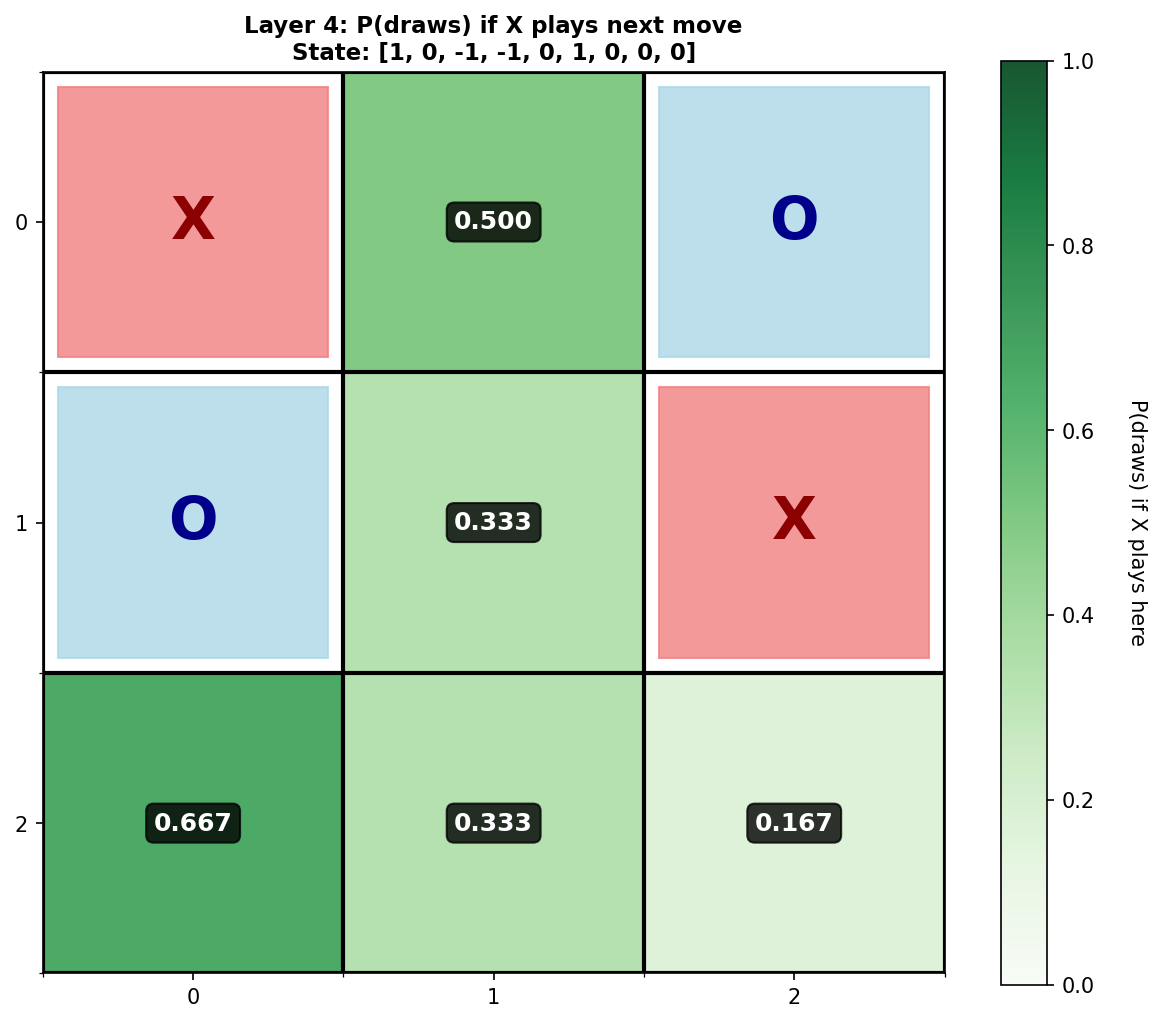 Layer 4: P(draws) if X plays next move
State: [1, 0, -1, -1, 0, 1, 0, 0, 0]
0
X
0.500
O
1
O
0.333
X
2
0.667
0.333
0.167
0
1
2
1.0
0.8
0.6
0.4
0.2
0.0
P(draws) if X plays here